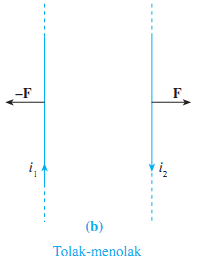 –F F
i₁ i₂
(b)
Tolak-menolak